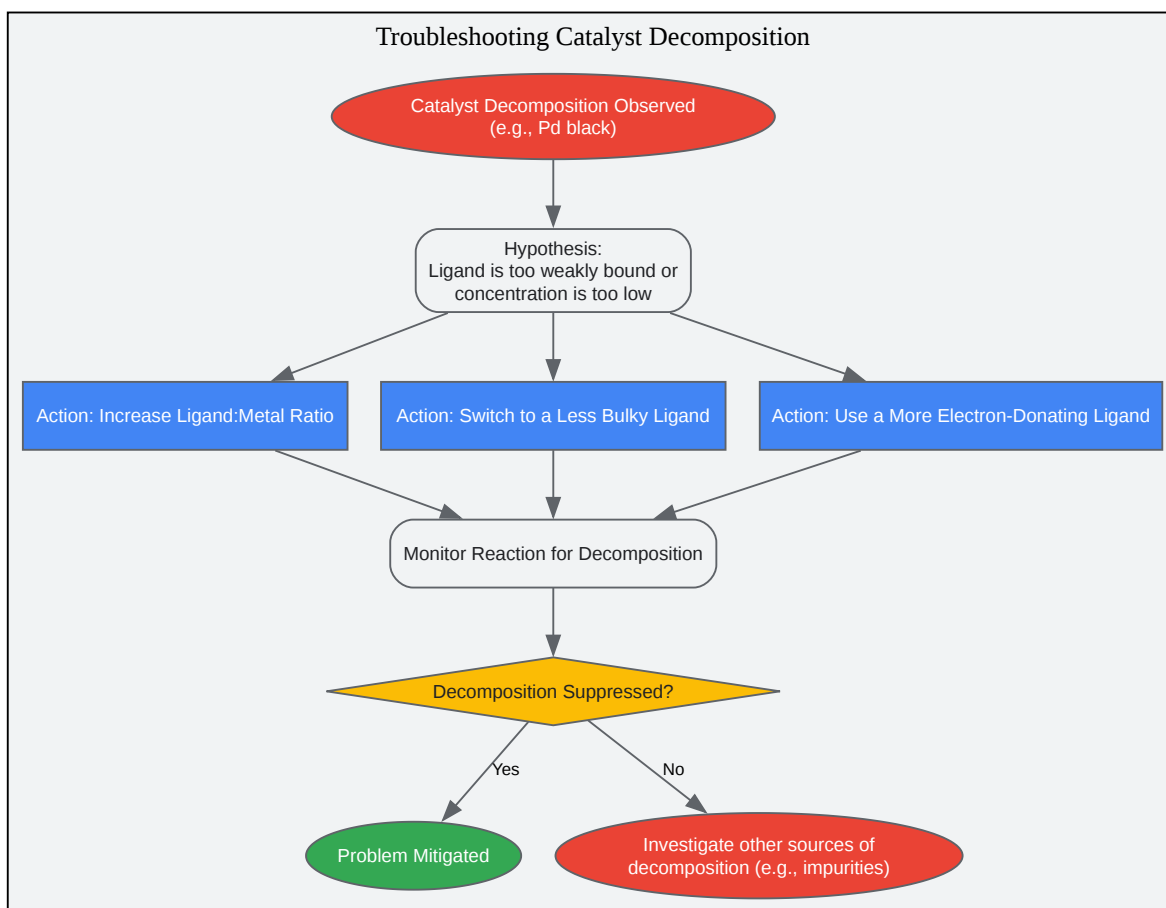 Troubleshooting Catalyst Decomposition
Catalyst Decomposition Observed
(e.g., Pd black)
Hypothesis:
Ligand is too weakly bound or
concentration is too low
Action: Increase Ligand:Metal Ratio
Action: Switch to a Less Bulky Ligand
Action: Use a More Electron-Donating Ligand
Monitor Reaction for Decomposition
Decomposition Suppressed?
Yes
No
Problem Mitigated
Investigate other sources of
decomposition (e.g., impurities)